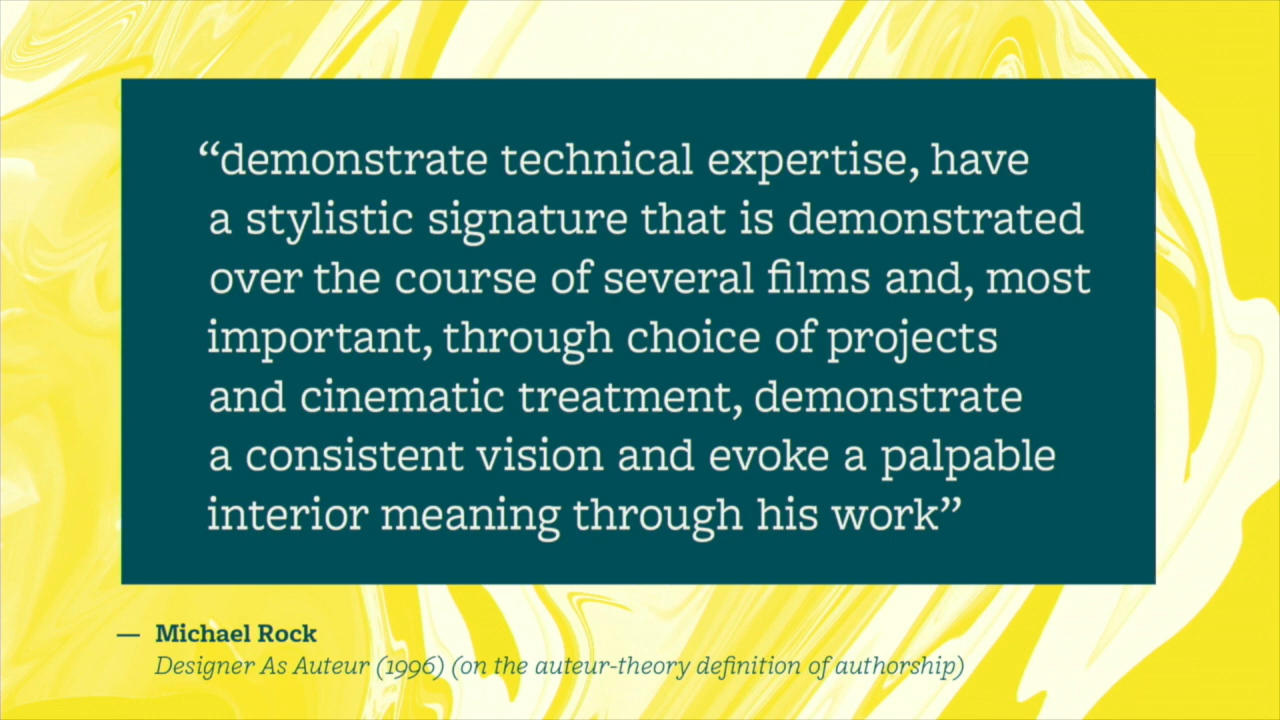 “demonstrate technical expertise, have
a stylistic signature that is demonstrated
over the course of several films and, most
important, through choice of projects
and cinematic treatment, demonstrate
a consistent vision and evoke a palpable
interior meaning through his work”
— Michael Rock
Designer As Auteur (1996) (on the auteur-theory definition of authorship)